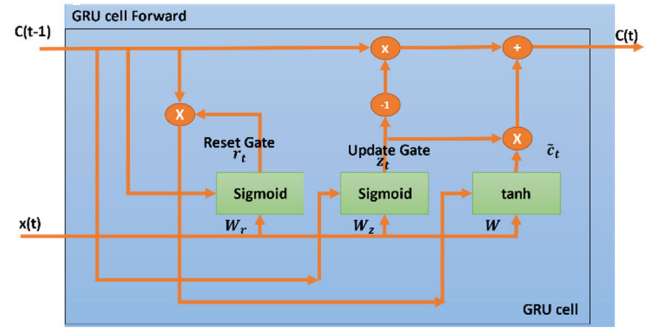 GRU cell Forward
C(t-1)
C(t)
x
+
-1
X
X
Reset Gate
r_t
Update Gate
z_t
c̃_t
Sigmoid
Sigmoid
tanh
x(t)
W_r
W_z
W
GRU cell